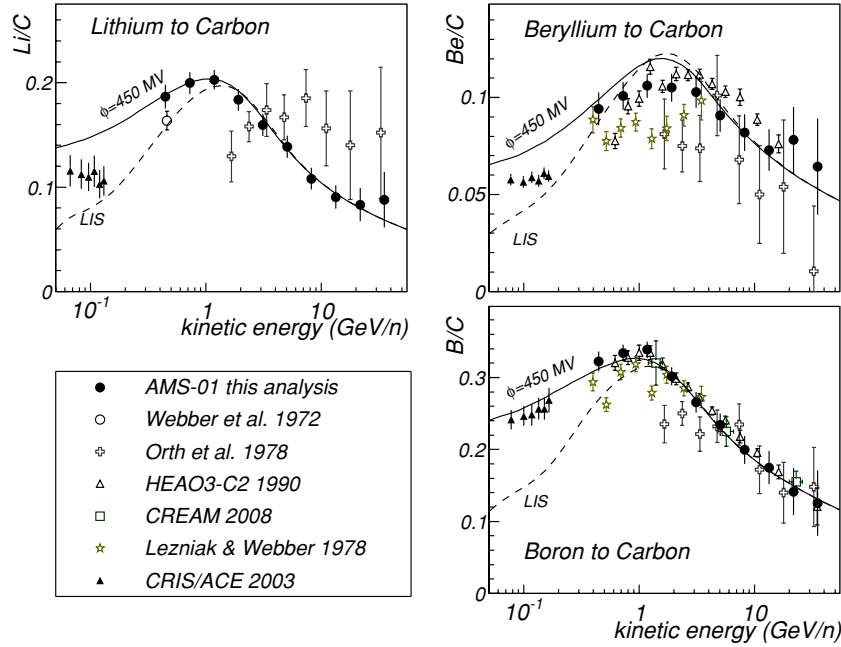 Li/C
Lithium to Carbon
0.2
0.1
0
ϕ=450 MV
LIS
10⁻¹ 1 10
kinetic energy (GeV/n)
Be/C
Beryllium to Carbon
0.15
0.1
0.05
0
ϕ=450 MV
LIS
AMS-01 this analysis
Webber et al. 1972
Orth et al. 1978
HEAO3-C2 1990
CREAM 2008
Lezniak & Webber 1978
CRIS/ACE 2003
B/C
0.3
0.2
0.1
0
ϕ=450 MV
LIS
Boron to Carbon
10⁻¹ 1 10
kinetic energy (GeV/n)